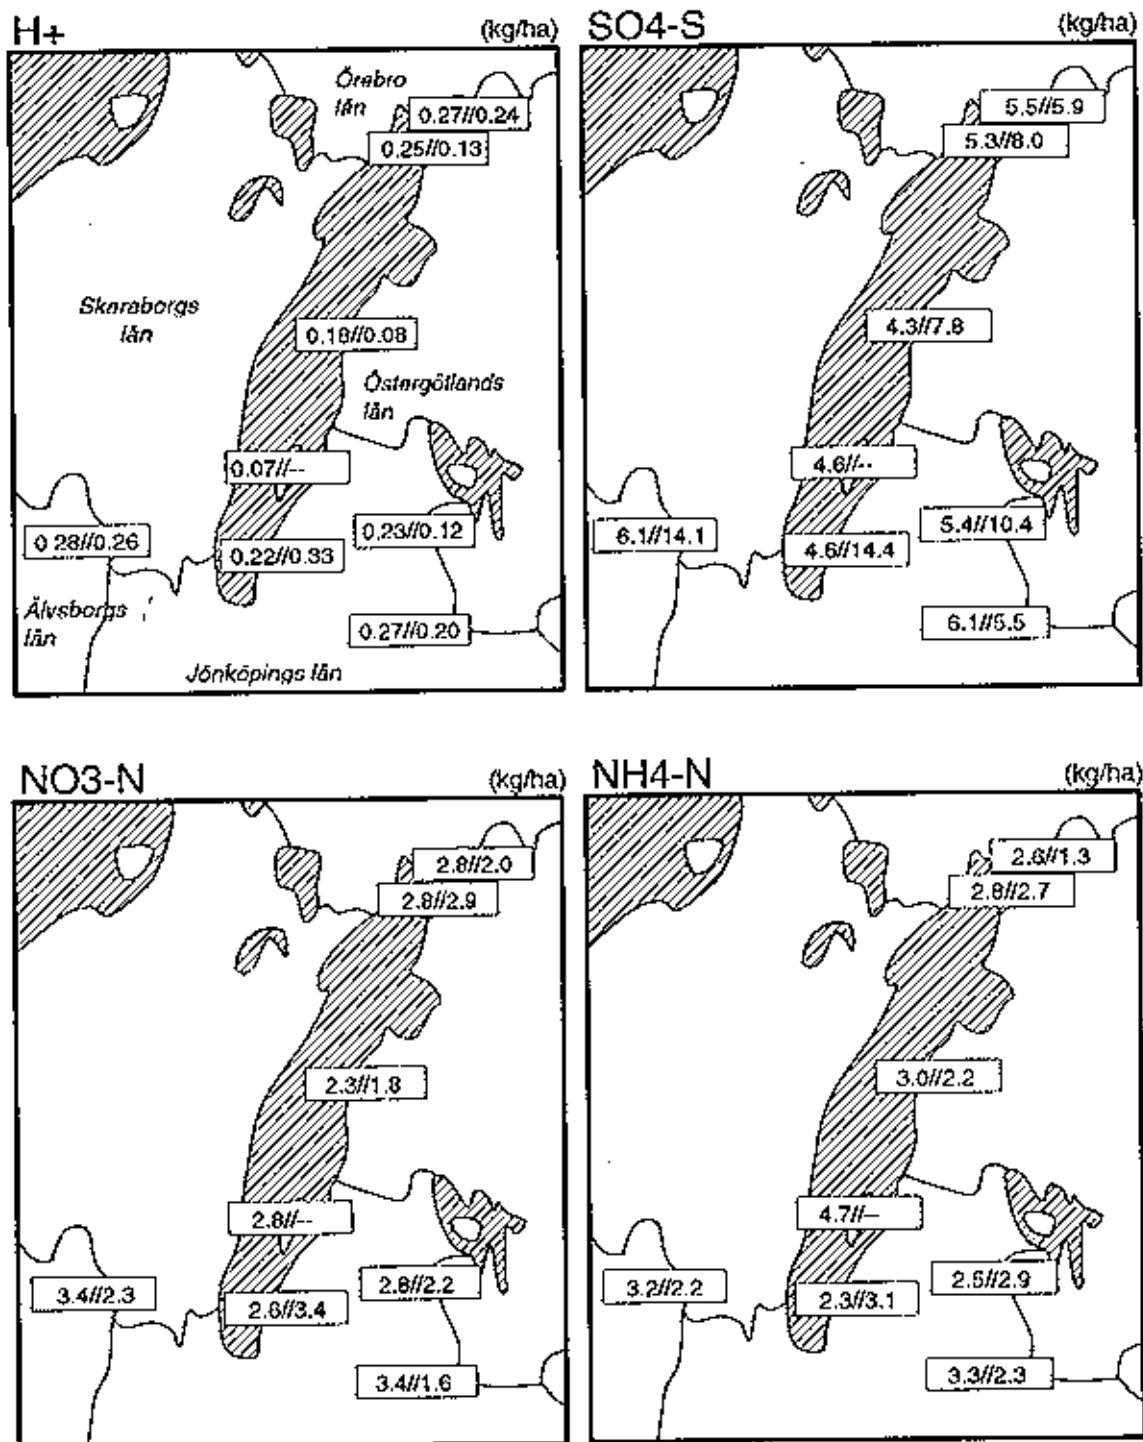 H+ (kg/ha)
Örebro
län
0.27//0.24
0.25//0.13
Skaraborgs
län
0.18//0.08
Östergötlands
län
0.07//--
0.28//0.26
0.23//0.12
0.22//0.33
Älvsborgs
län
0.27//0.20
Jönköpings län
SO4-S (kg/ha)
5.5//5.9
5.3//8.0
4.3//7.8
4.6//--
6.1//14.1
5.4//10.4
4.6//14.4
6.1//5.5
NO3-N (kg/ha)
2.8//2.0
2.8//2.9
2.3//1.8
2.8//--
3.4//2.3
2.8//2.2
2.6//3.4
3.4//1.6
NH4-N (kg/ha)
2.6//1.3
2.8//2.7
3.0//2.2
4.7//--
3.2//2.2
2.5//2.9
2.3//3.1
3.3//2.3